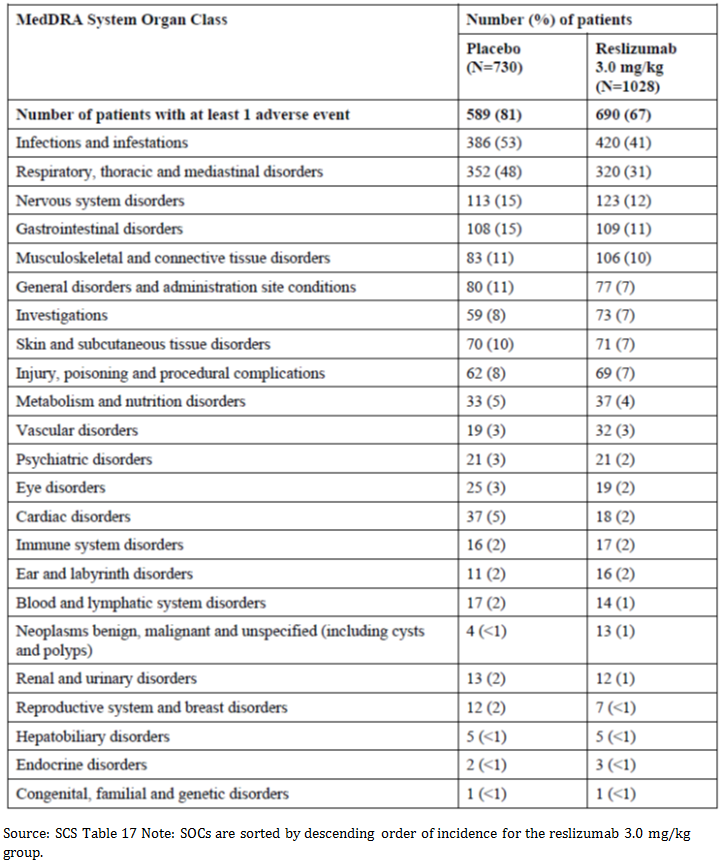 MedDRA System Organ Class Number (%) of patients
Placebo Reslizumab
(N=730) 3.0 mg/kg
(N=1028)
Number of patients with at least 1 adverse event 589 (81) 690 (67)
Infections and infestations 386 (53) 420 (41)
Respiratory, thoracic and mediastinal disorders 352 (48) 320 (31)
Nervous system disorders 113 (15) 123 (12)
Gastrointestinal disorders 108 (15) 109 (11)
Musculoskeletal and connective tissue disorders 83 (11) 106 (10)
General disorders and administration site conditions 80 (11) 77 (7)
Investigations 59 (8) 73 (7)
Skin and subcutaneous tissue disorders 70 (10) 71 (7)
Injury, poisoning and procedural complications 62 (8) 69 (7)
Metabolism and nutrition disorders 33 (5) 37 (4)
Vascular disorders 19 (3) 32 (3)
Psychiatric disorders 21 (3) 21 (2)
Eye disorders 25 (3) 19 (2)
Cardiac disorders 37 (5) 18 (2)
Immune system disorders 16 (2) 17 (2)
Ear and labyrinth disorders 11 (2) 16 (2)
Blood and lymphatic system disorders 17 (2) 14 (1)
Neoplasms benign, malignant and unspecified (including cysts 4 (<1) 13 (1)
and polyps)
Renal and urinary disorders 13 (2) 12 (1)
Reproductive system and breast disorders 12 (2) 7 (<1)
Hepatobiliary disorders 5 (<1) 5 (<1)
Endocrine disorders 2 (<1) 3 (<1)
Congenital, familial and genetic disorders 1 (<1) 1 (<1)
Source: SCS Table 17 Note: SOCs are sorted by descending order of incidence for the reslizumab 3.0 mg/kg
group.